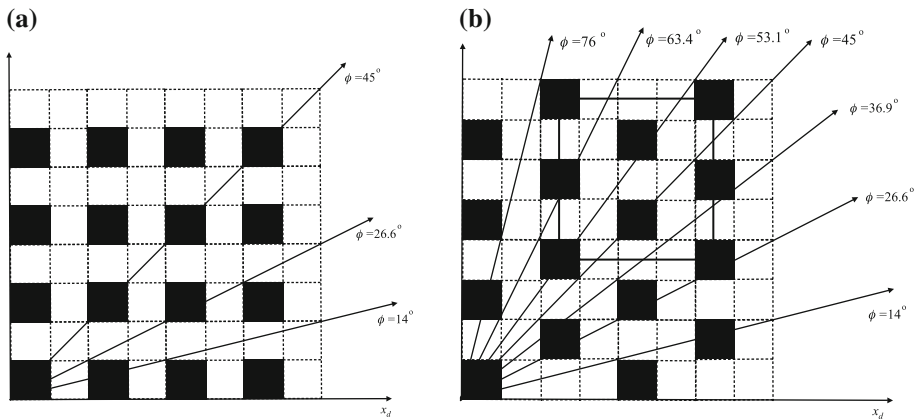 (a)
ϕ =45°
ϕ =26.6°
ϕ =14°
x_d
(b)
ϕ =76°
ϕ =63.4°
ϕ =53.1°
ϕ =45°
ϕ =36.9°
ϕ =26.6°
ϕ =14°
x_d